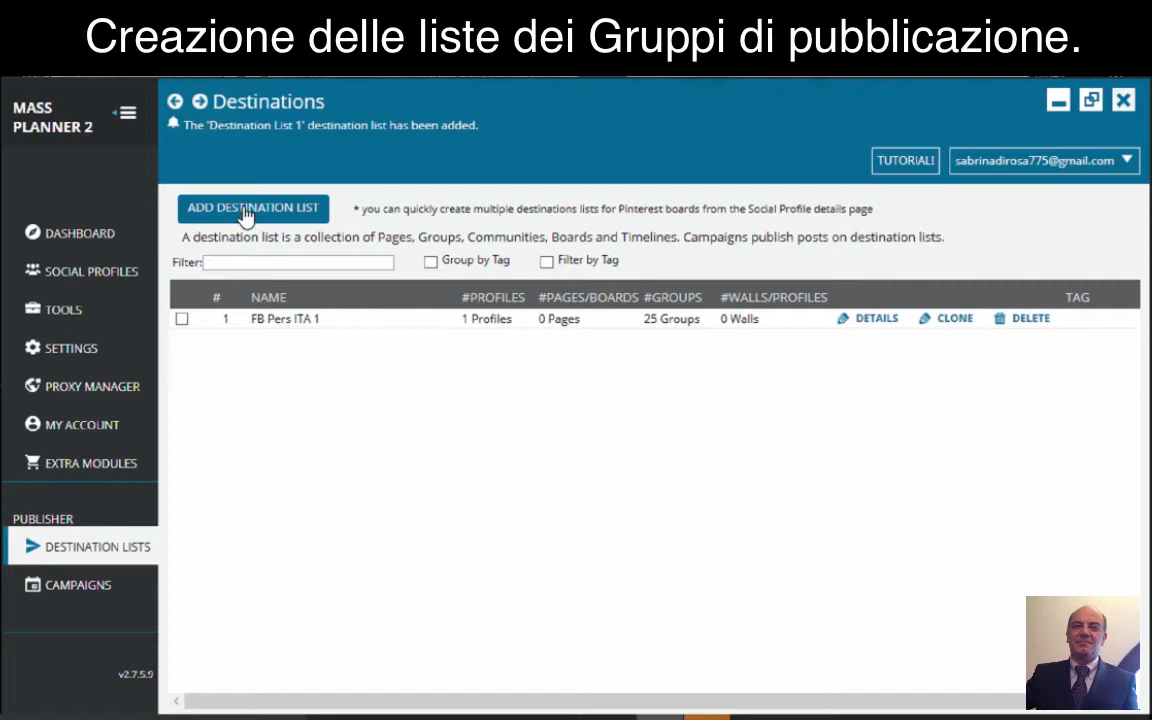 Creazione delle liste dei Gruppi di pubblicazione.
MASS
PLANNER 2
Destinations
The 'Destination List 1' destination list has been added.
TUTORIAL!
sabrinadirosa775@gmail.com
ADD DESTINATION LIST
* you can quickly create multiple destinations lists for Pinterest boards from the Social Profile details page
A destination list is a collection of Pages, Groups, Communities, Boards and Timelines. Campaigns publish posts on destination lists.
Filter: Group by Tag Filter by Tag
# NAME #PROFILES #PAGES/BOARDS #GROUPS #WALLS/PROFILES TAG
1 FB Pers ITA 1 1 Profiles 0 Pages 25 Groups 0 Walls DETAILS CLONE DELETE
DASHBOARD
SOCIAL PROFILES
TOOLS
SETTINGS
PROXY MANAGER
MY ACCOUNT
EXTRA MODULES
PUBLISHER
DESTINATION LISTS
CAMPAIGNS
v2.7.5.9